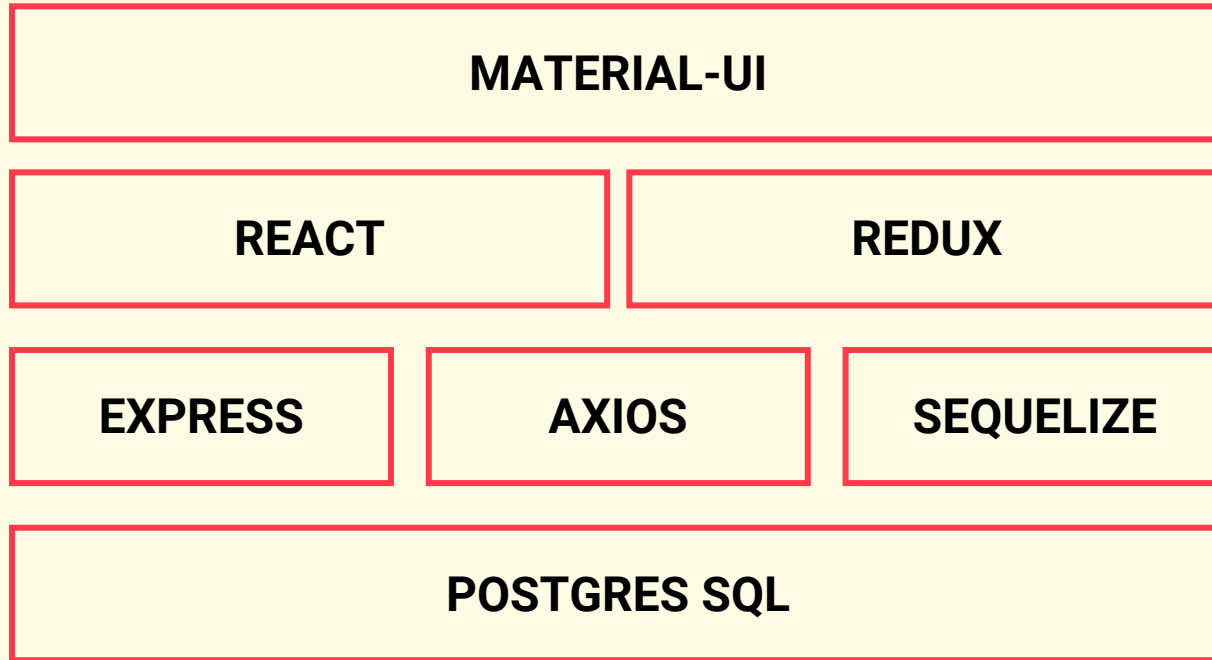 MATERIAL-UI
REACT REDUX
EXPRESS AXIOS SEQUELIZE
POSTGRES SQL